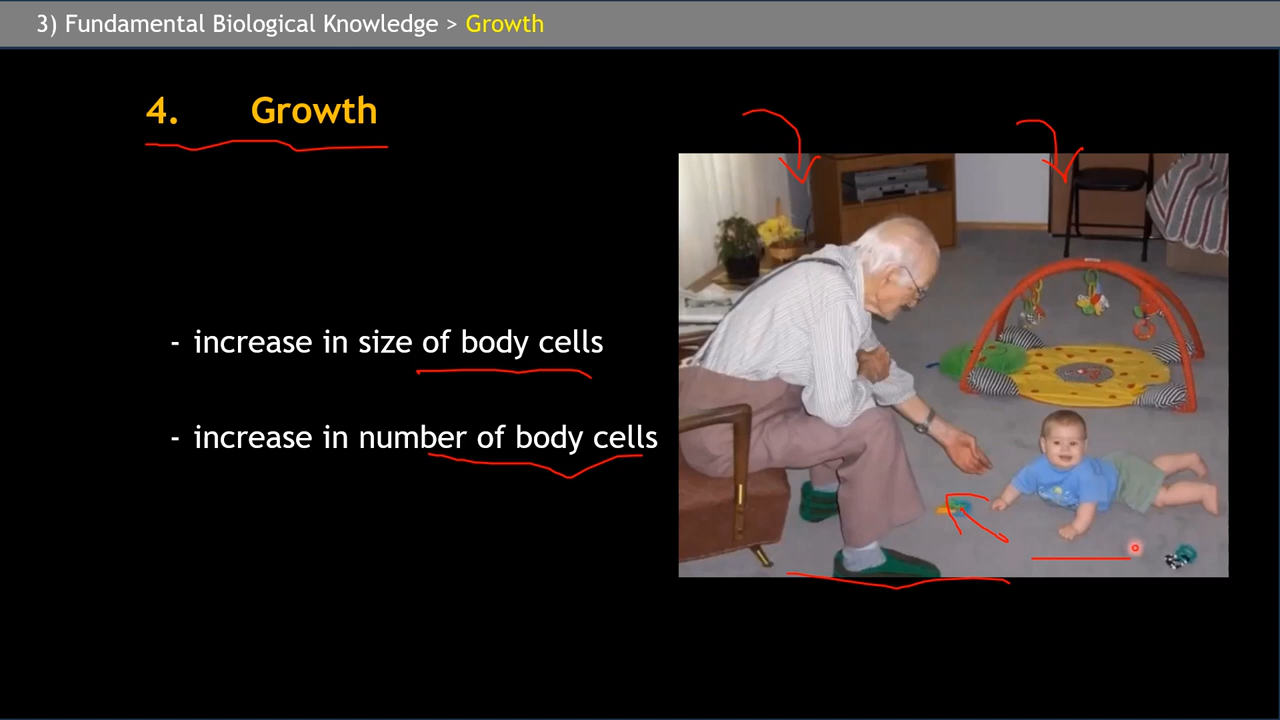 3) Fundamental Biological Knowledge > Growth
4. Growth
- increase in size of body cells
- increase in number of body cells